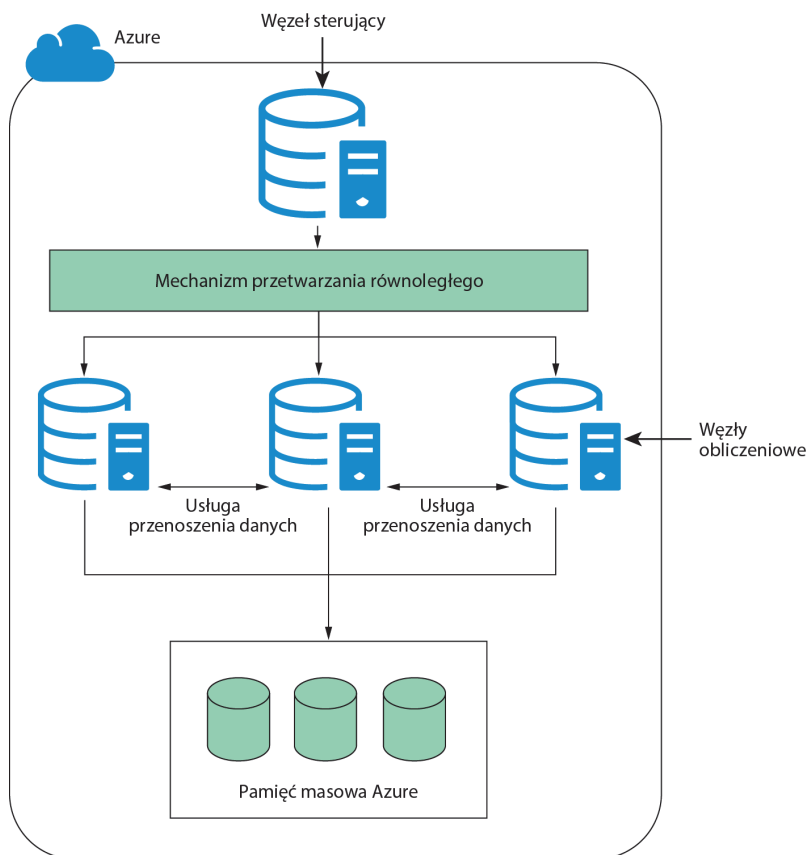 Węzeł sterujący
Azure
Mechanizm przetwarzania równoległego
Węzły
obliczeniowe
Usługa
przenoszenia danych
Usługa
przenoszenia danych
Pamięć masowa Azure